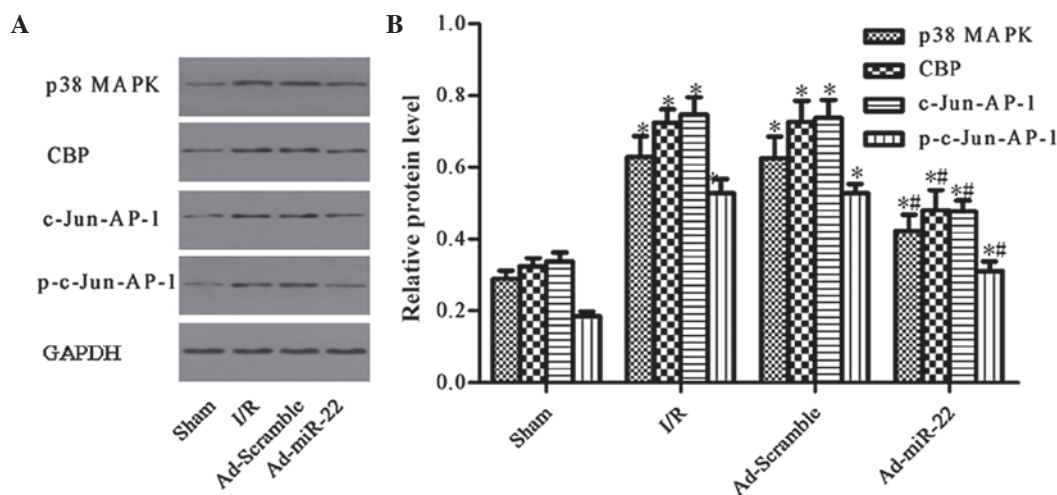 A
p38 MAPK
CBP
c-Jun-AP-1
p-c-Jun-AP-1
GAPDH
Sham
I/R
Ad-Scramble
Ad-miR-22
B
Relative protein level
1.0
0.8
0.6
0.4
0.2
0.0
p38 MAPK
CBP
c-Jun-AP-1
p-c-Jun-AP-1
* * * *
* * * *
*# *# *# *#
Sham
I/R
Ad-Scramble
Ad-miR-22